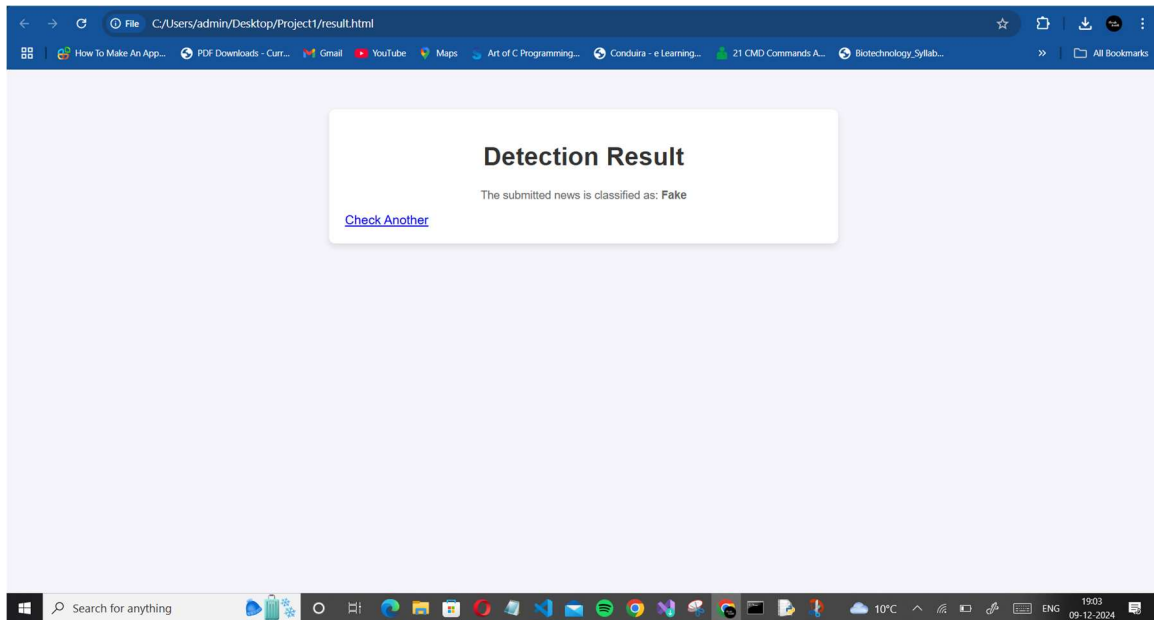 File C:/Users/admin/Desktop/Project1/result.html
How To Make An App... PDF Downloads - Curr... Gmail YouTube Maps Art of C Programming... Conduira - e Learning... 21 CMD Commands A... Biotechnology_Syllab... » All Bookmarks
Detection Result
The submitted news is classified as: Fake
Check Another
Search for anything 10°C ENG 19:03
09-12-2024